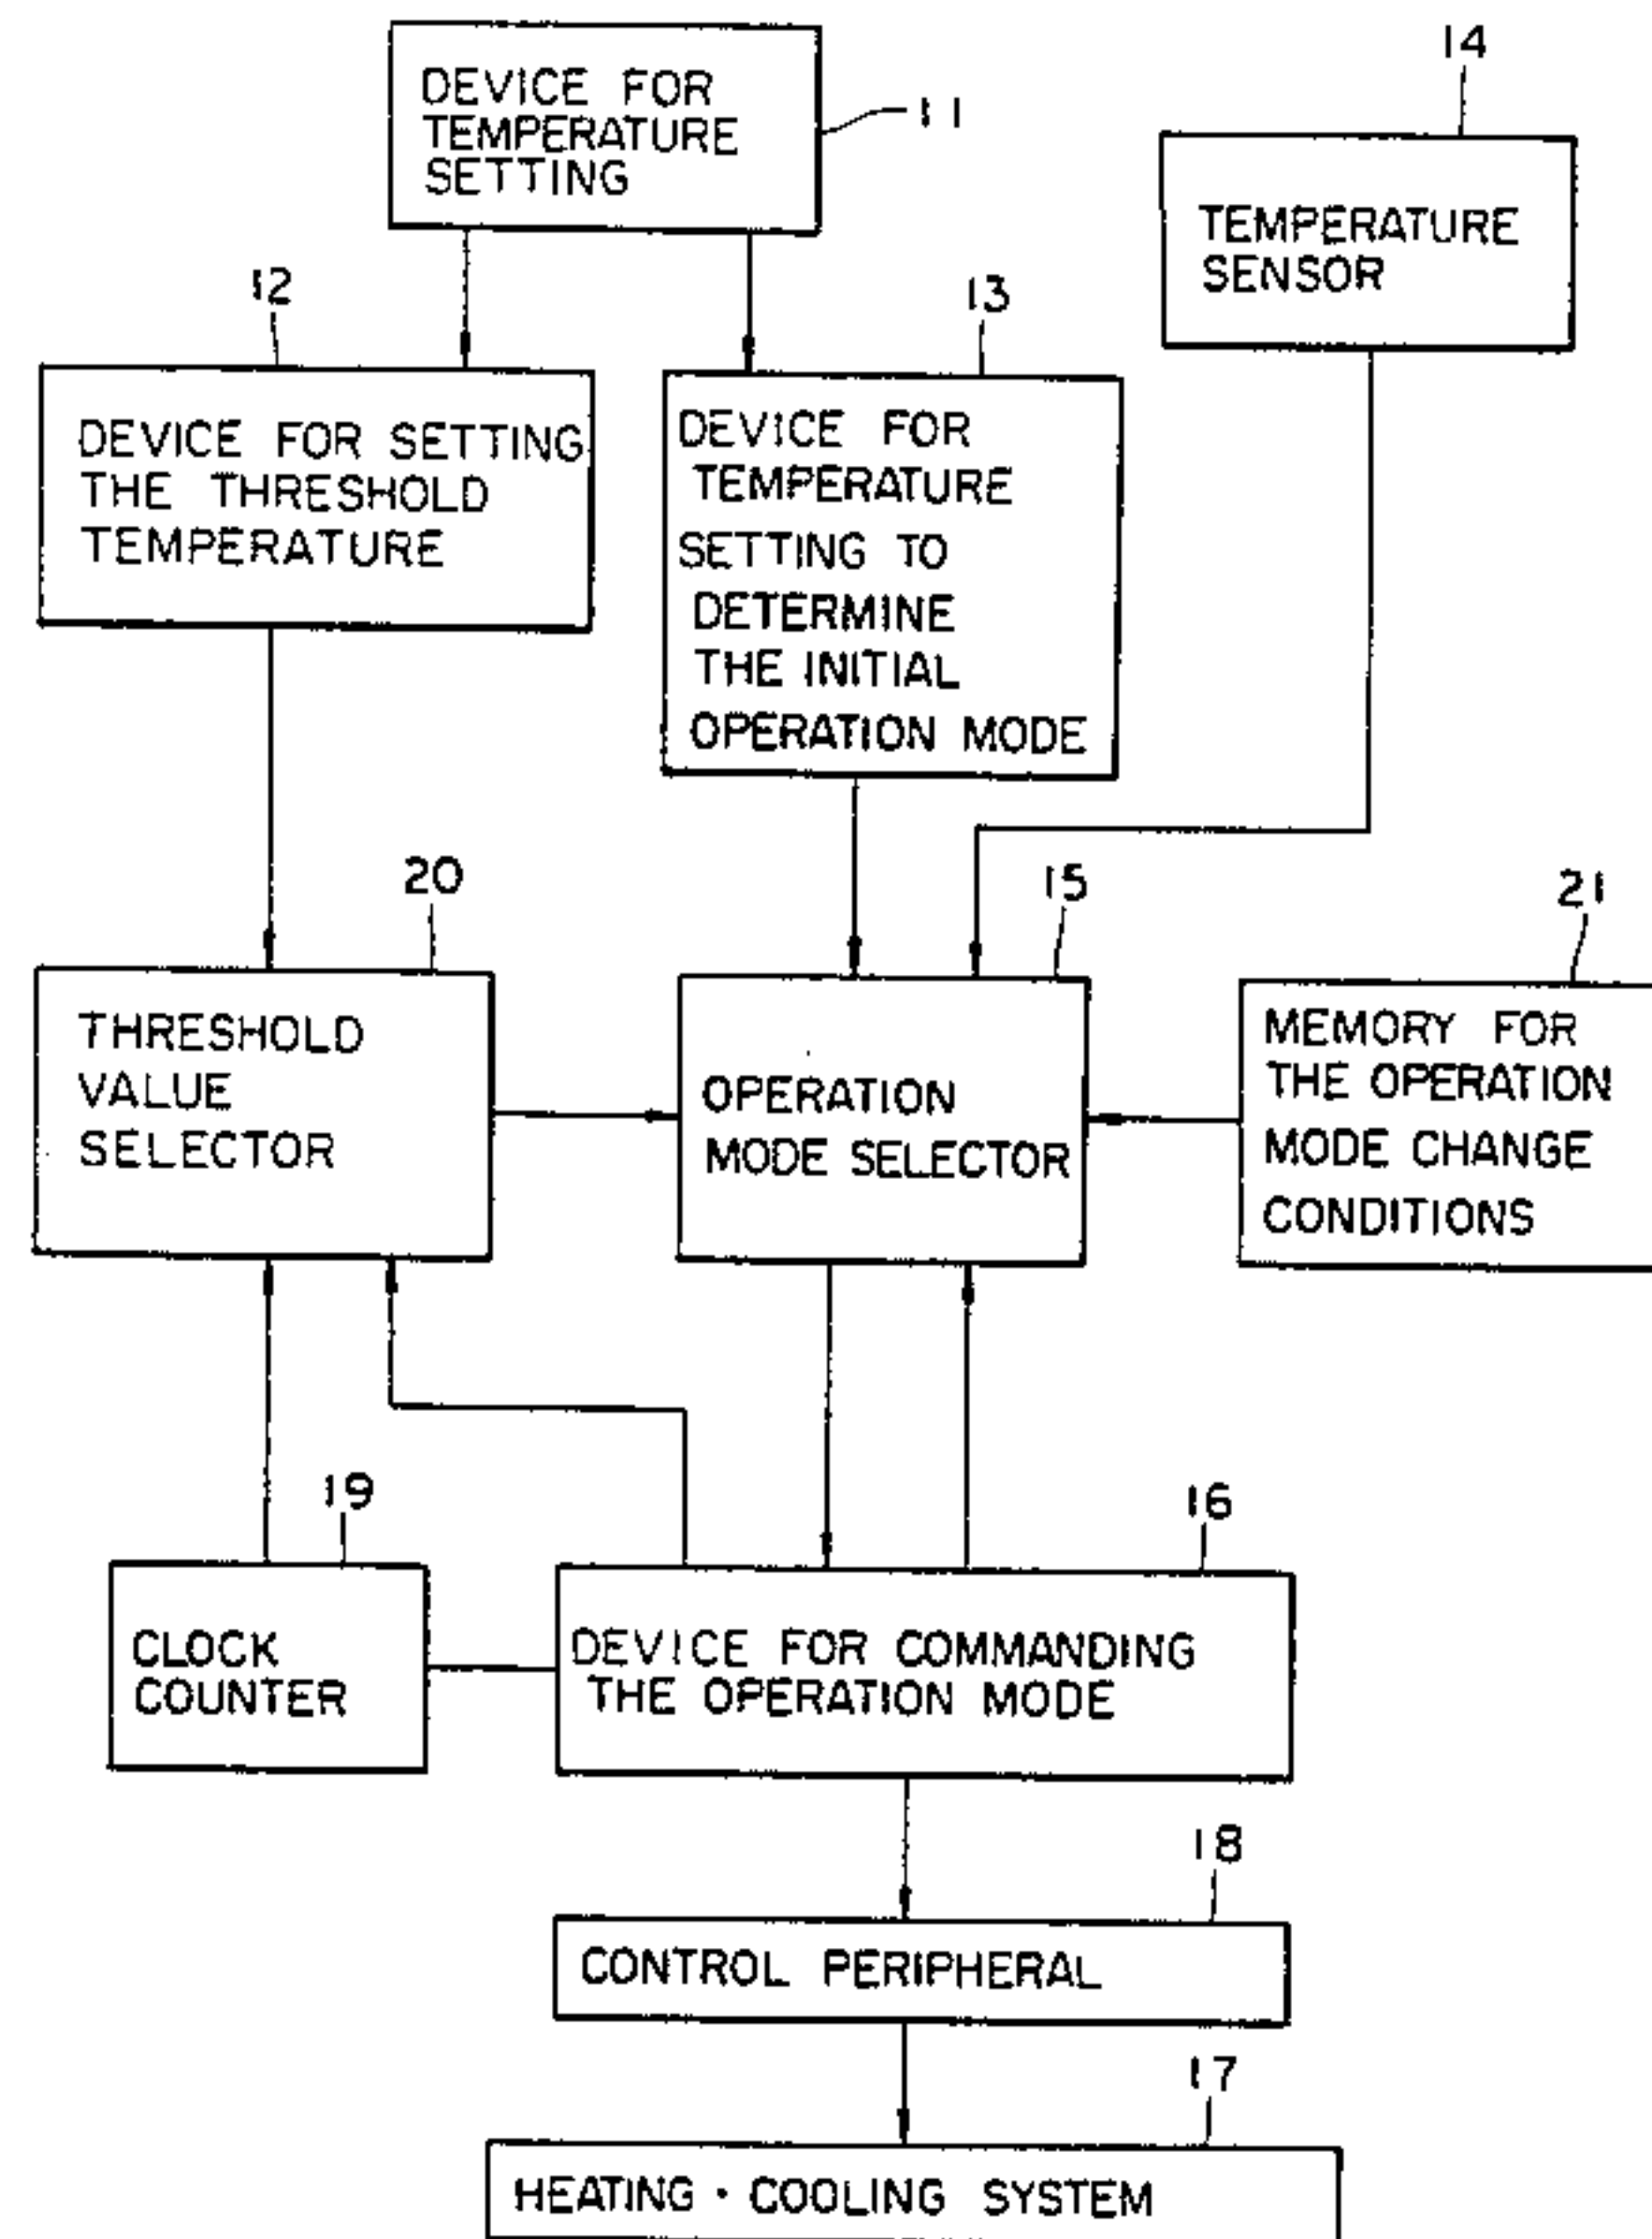 DEVICE FOR
TEMPERATURE
SETTING
11
14
TEMPERATURE
SENSOR
12
DEVICE FOR SETTING
THE THRESHOLD
TEMPERATURE
13
DEVICE FOR
TEMPERATURE
SETTING TO
DETERMINE
THE INITIAL
OPERATION MODE
20
THRESHOLD
VALUE
SELECTOR
15
OPERATION
MODE SELECTOR
21
MEMORY FOR
THE OPERATION
MODE CHANGE
CONDITIONS
19
CLOCK
COUNTER
16
DEVICE FOR COMMANDING
THE OPERATION MODE
18
CONTROL PERIPHERAL
17
HEATING · COOLING SYSTEM